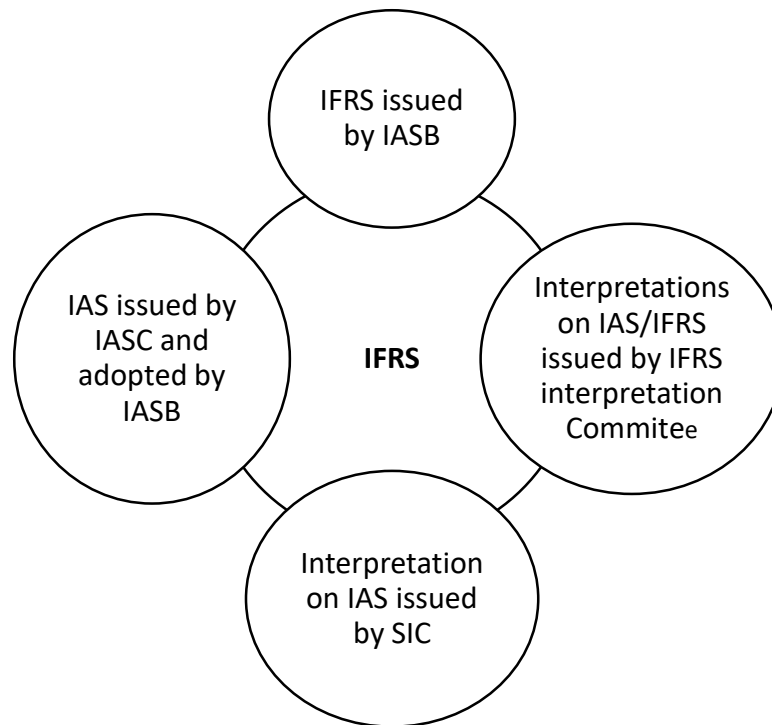 IFRS issued
by IASB
IAS issued by
IASC and
adopted by
IASB
IFRS
Interpretations
on IAS/IFRS
issued by IFRS
interpretation
Commitee
Interpretation
on IAS issued
by SIC